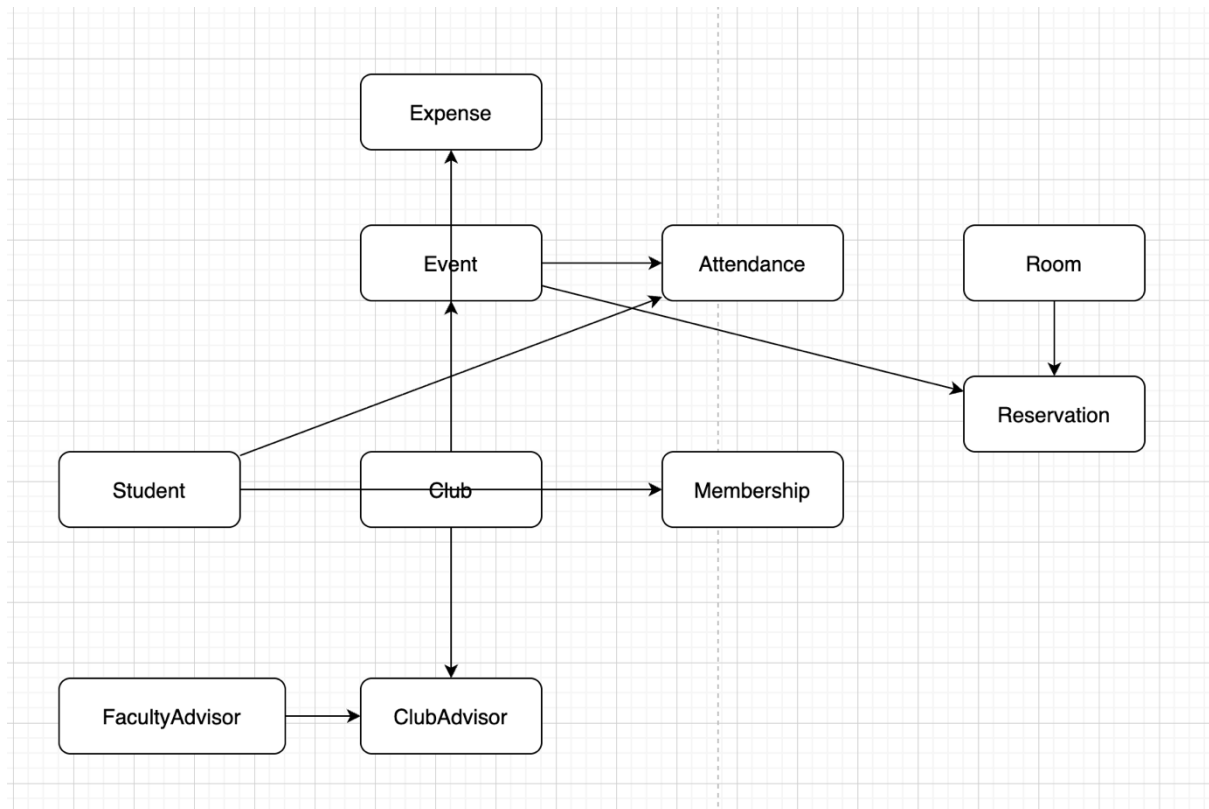 Expense
Event
Attendance
Room
Reservation
Student
Club
Membership
FacultyAdvisor
ClubAdvisor